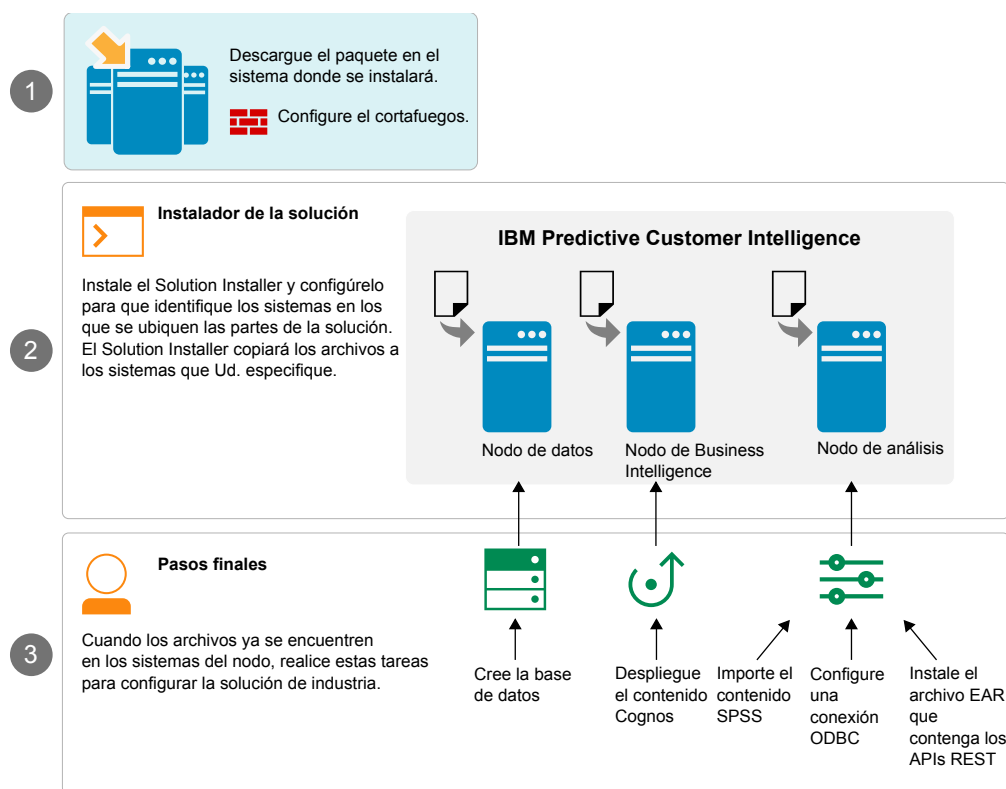 1
Descargue el paquete en el
sistema donde se instalará.
Configure el cortafuegos.
2
Instalador de la solución
Instale el Solution Installer y configúrelo
para que identifique los sistemas en los
que se ubiquen las partes de la solución.
El Solution Installer copiará los archivos a
los sistemas que Ud. especifique.
IBM Predictive Customer Intelligence
Nodo de datos
Nodo de Business
Intelligence
Nodo de análisis
3
Pasos finales
Cuando los archivos ya se encuentren
en los sistemas del nodo, realice estas tareas
para configurar la solución de industria.
Cree la base
de datos
Despliegue
el contenido
Cognos
Importe el
contenido
SPSS
Configure
una
conexión
ODBC
Instale el
archivo EAR
que
contenga los
APIs REST